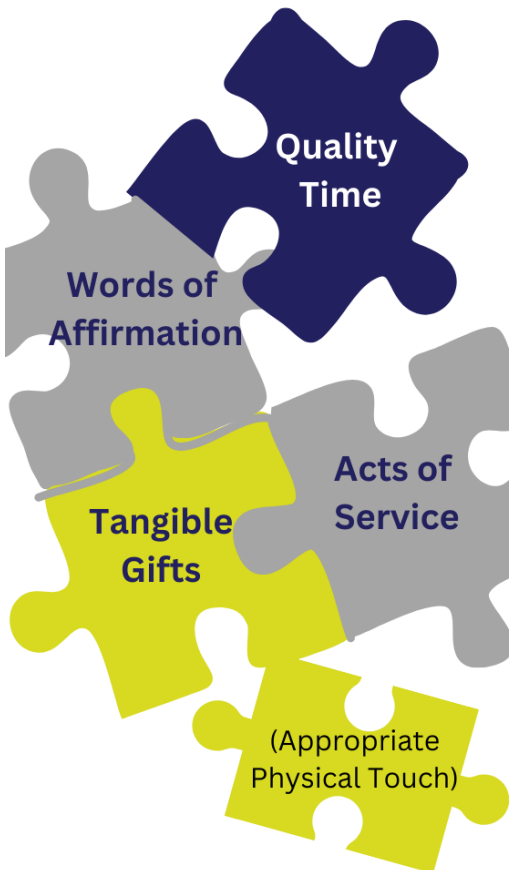 Quality
Time
Words of
Affirmation
Acts of
Service
Tangible
Gifts
(Appropriate
Physical Touch)